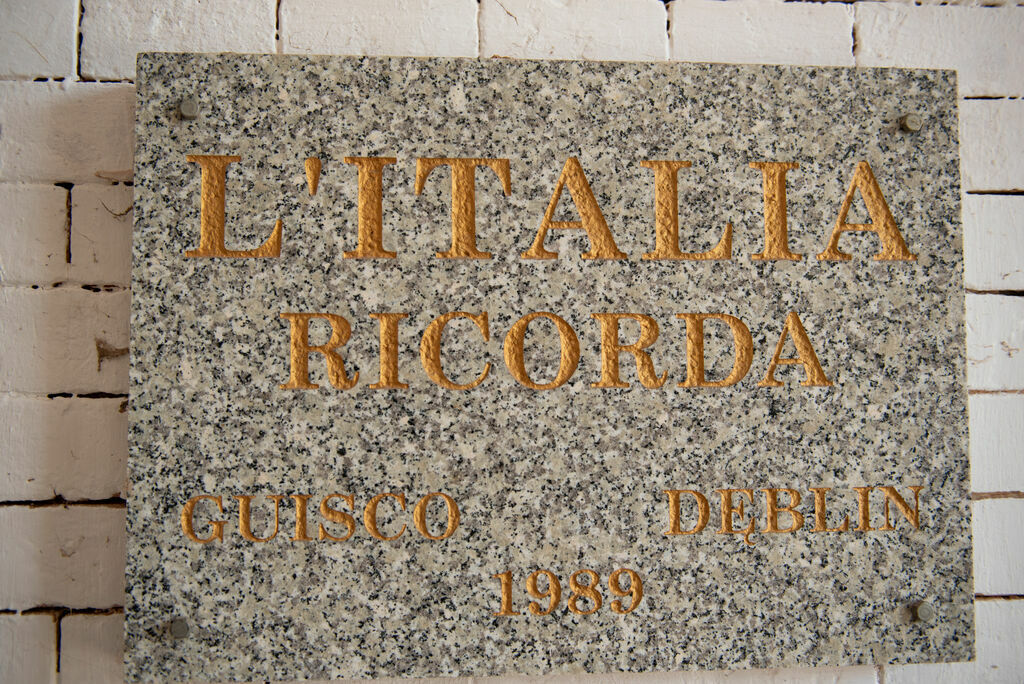 L'ITALIA
RICORDA
GUISCO DĘBLIN
1989